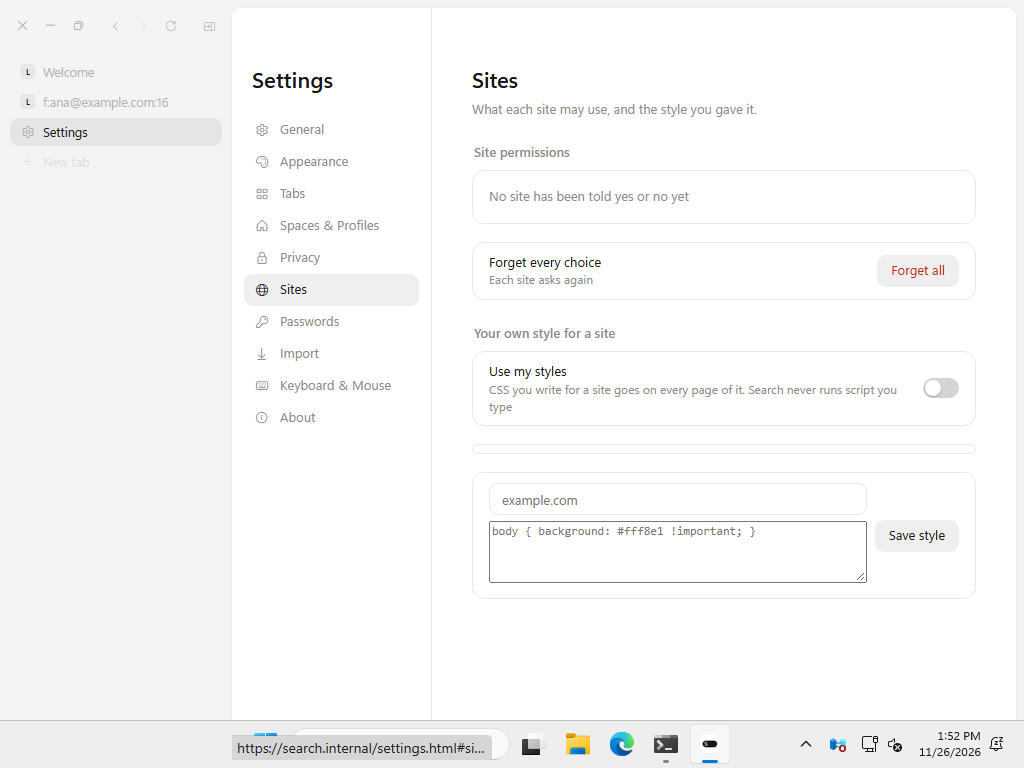 L Welcome
L f:ana@example.com:16
Settings
+ New tab
Settings
General
Appearance
Tabs
Spaces & Profiles
Privacy
Sites
Passwords
Import
Keyboard & Mouse
About
Sites
What each site may use, and the style you gave it.
Site permissions
No site has been told yes or no yet
Forget every choice
Each site asks again
Forget all
Your own style for a site
Use my styles
CSS you write for a site goes on every page of it. Search never runs script you
type
example.com
body { background: #fff8e1 !important; }
Save style
https://search.internal/settings.html#si...
1:52 PM
11/26/2026